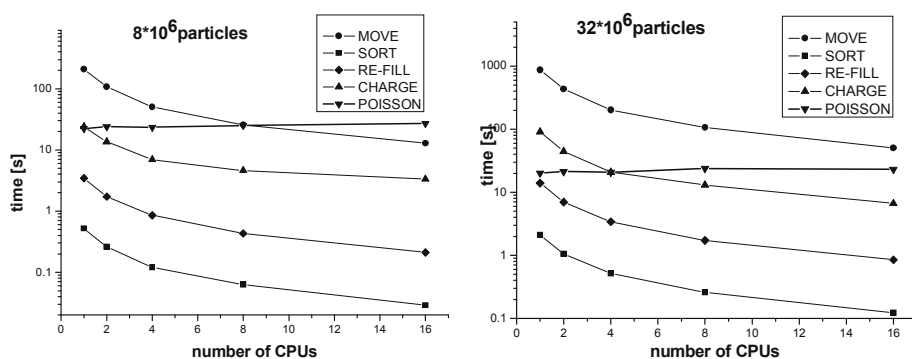 8*10⁶particles
MOVE
SORT
RE-FILL
CHARGE
POISSON
time [s]
100
10
1
0.1
0 2 4 6 8 10 12 14 16
number of CPUs
32*10⁶particles
MOVE
SORT
RE-FILL
CHARGE
POISSON
time [s]
1000
100
10
1
0.1
0 2 4 6 8 10 12 14 16
number of CPUs